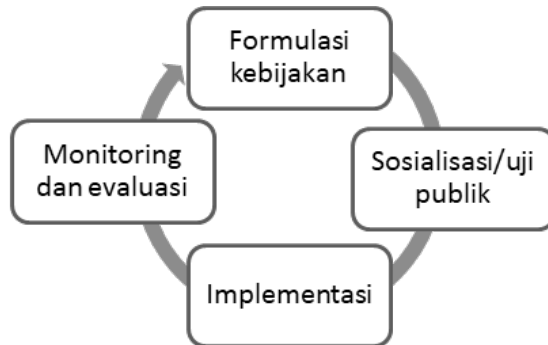 Formulasi
kebijakan
Sosialisasi/uji
publik
Implementasi
Monitoring
dan evaluasi